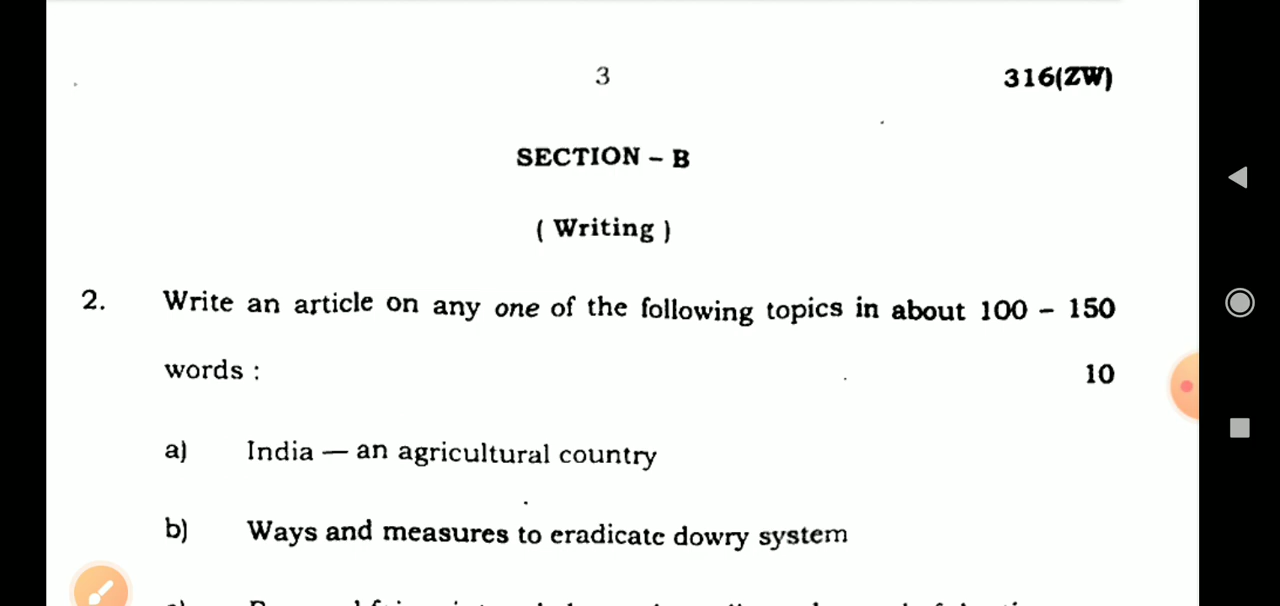 3
316(ZW)
SECTION – B
( Writing )
2. Write an article on any one of the following topics in about 100 – 150
words : 10
a) India — an agricultural country
b) Ways and measures to eradicate dowry system